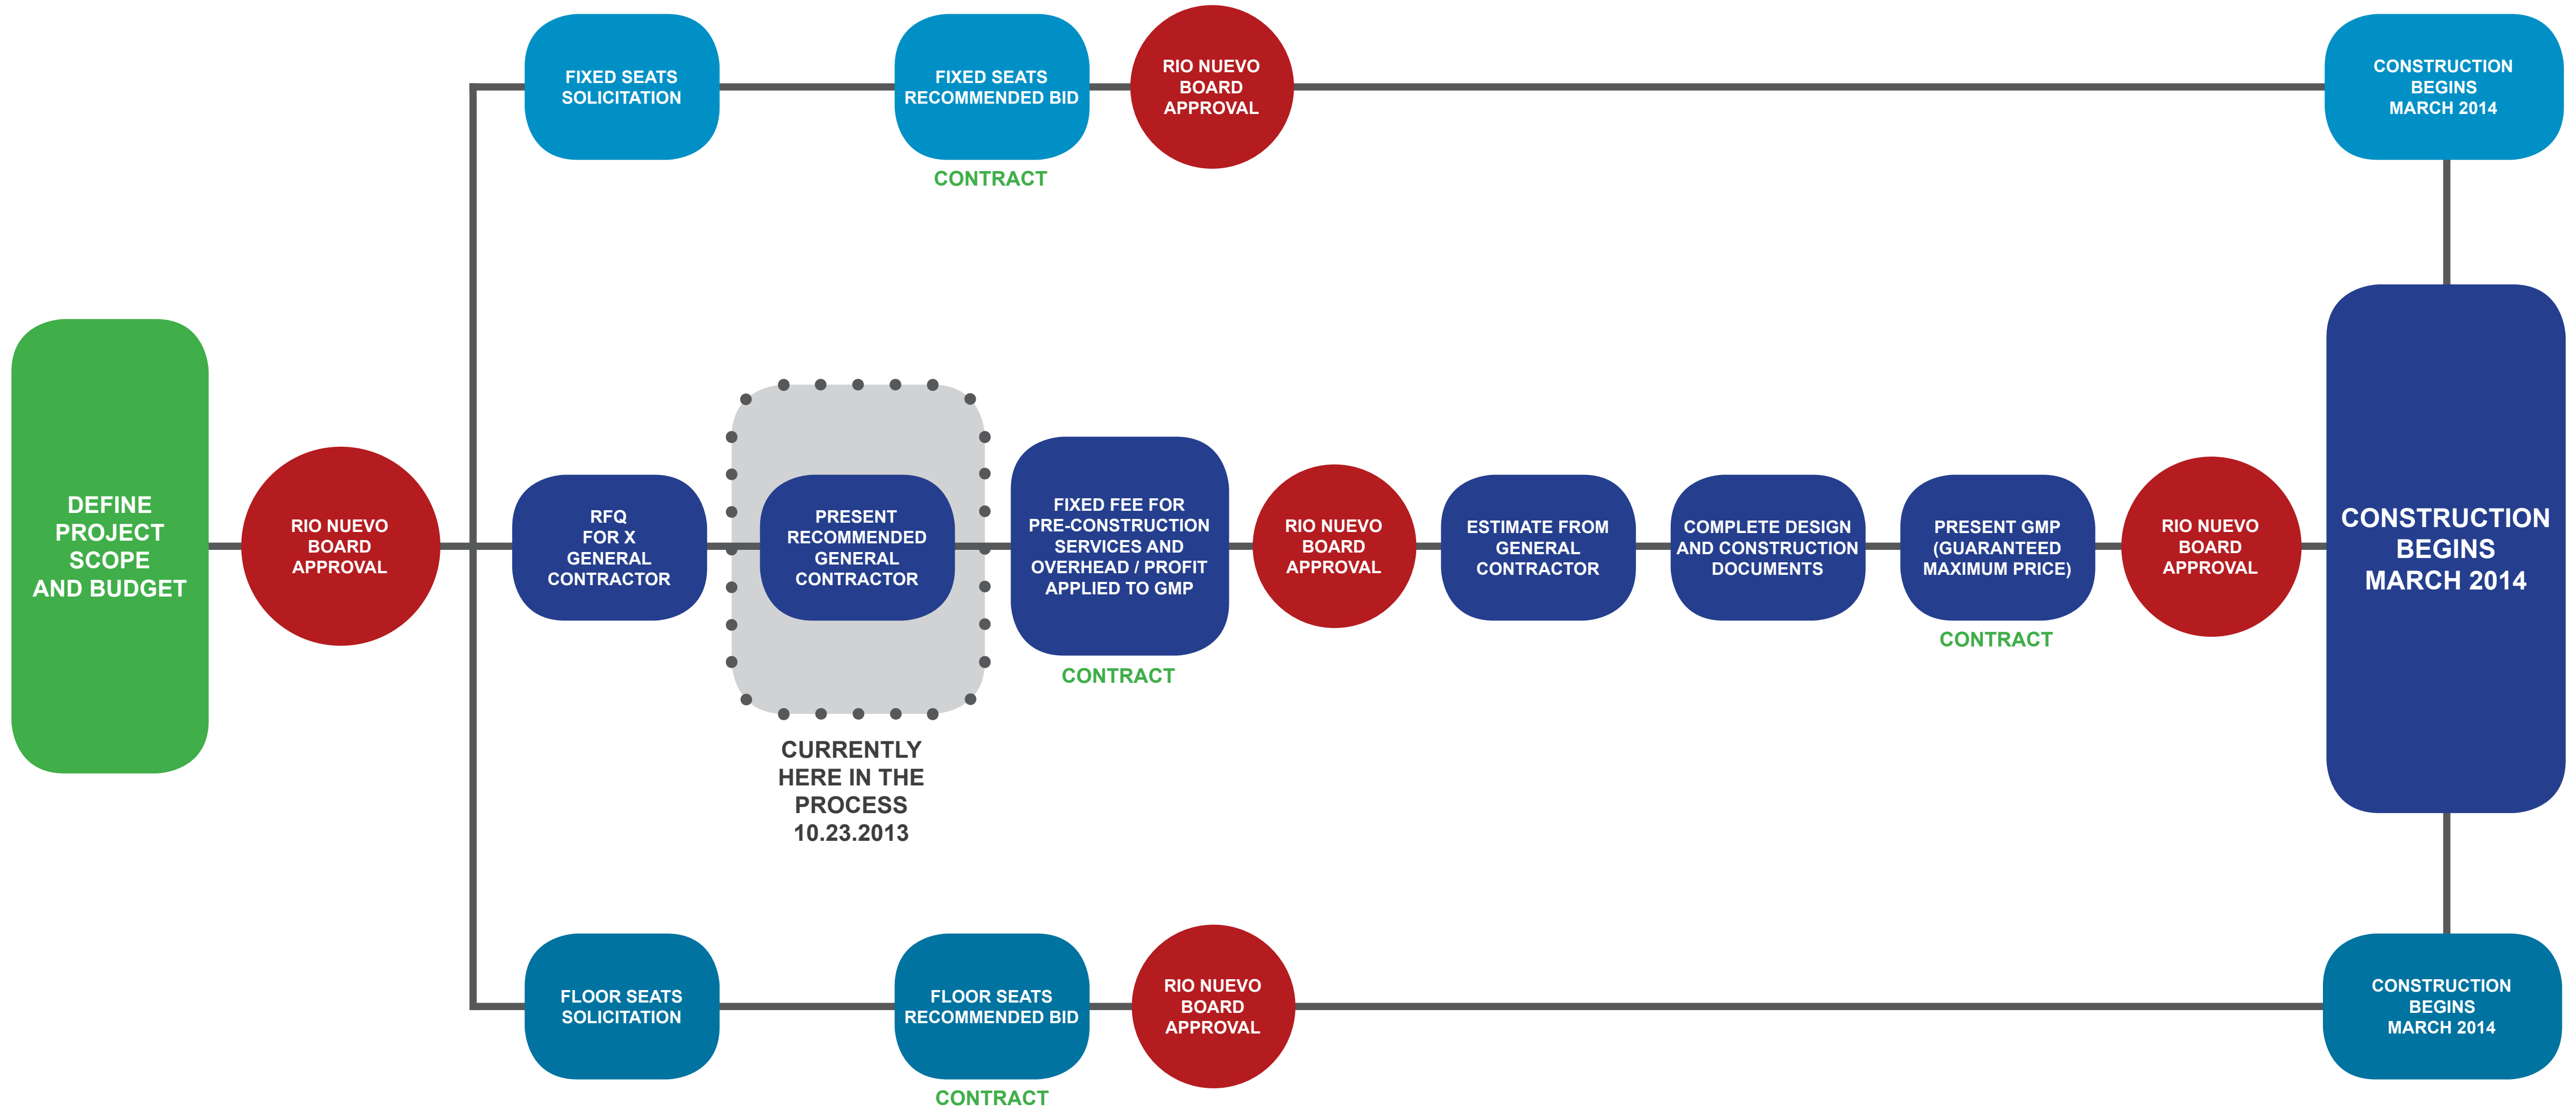 FIXED SEATS
SOLICITATION
FIXED SEATS
RECOMMENDED BID
CONTRACT
RIO NUEVO
BOARD
APPROVAL
CONSTRUCTION
BEGINS
MARCH 2014
DEFINE
PROJECT
SCOPE
AND BUDGET
RIO NUEVO
BOARD
APPROVAL
RFQ
FOR X
GENERAL
CONTRACTOR
PRESENT
RECOMMENDED
GENERAL
CONTRACTOR
CURRENTLY
HERE IN THE
PROCESS
10.23.2013
FIXED FEE FOR
PRE-CONSTRUCTION
SERVICES AND
OVERHEAD / PROFIT
APPLIED TO GMP
CONTRACT
RIO NUEVO
BOARD
APPROVAL
ESTIMATE FROM
GENERAL
CONTRACTOR
COMPLETE DESIGN
AND CONSTRUCTION
DOCUMENTS
PRESENT GMP
(GUARANTEED
MAXIMUM PRICE)
CONTRACT
RIO NUEVO
BOARD
APPROVAL
CONSTRUCTION
BEGINS
MARCH 2014
FLOOR SEATS
SOLICITATION
FLOOR SEATS
RECOMMENDED BID
CONTRACT
RIO NUEVO
BOARD
APPROVAL
CONSTRUCTION
BEGINS
MARCH 2014